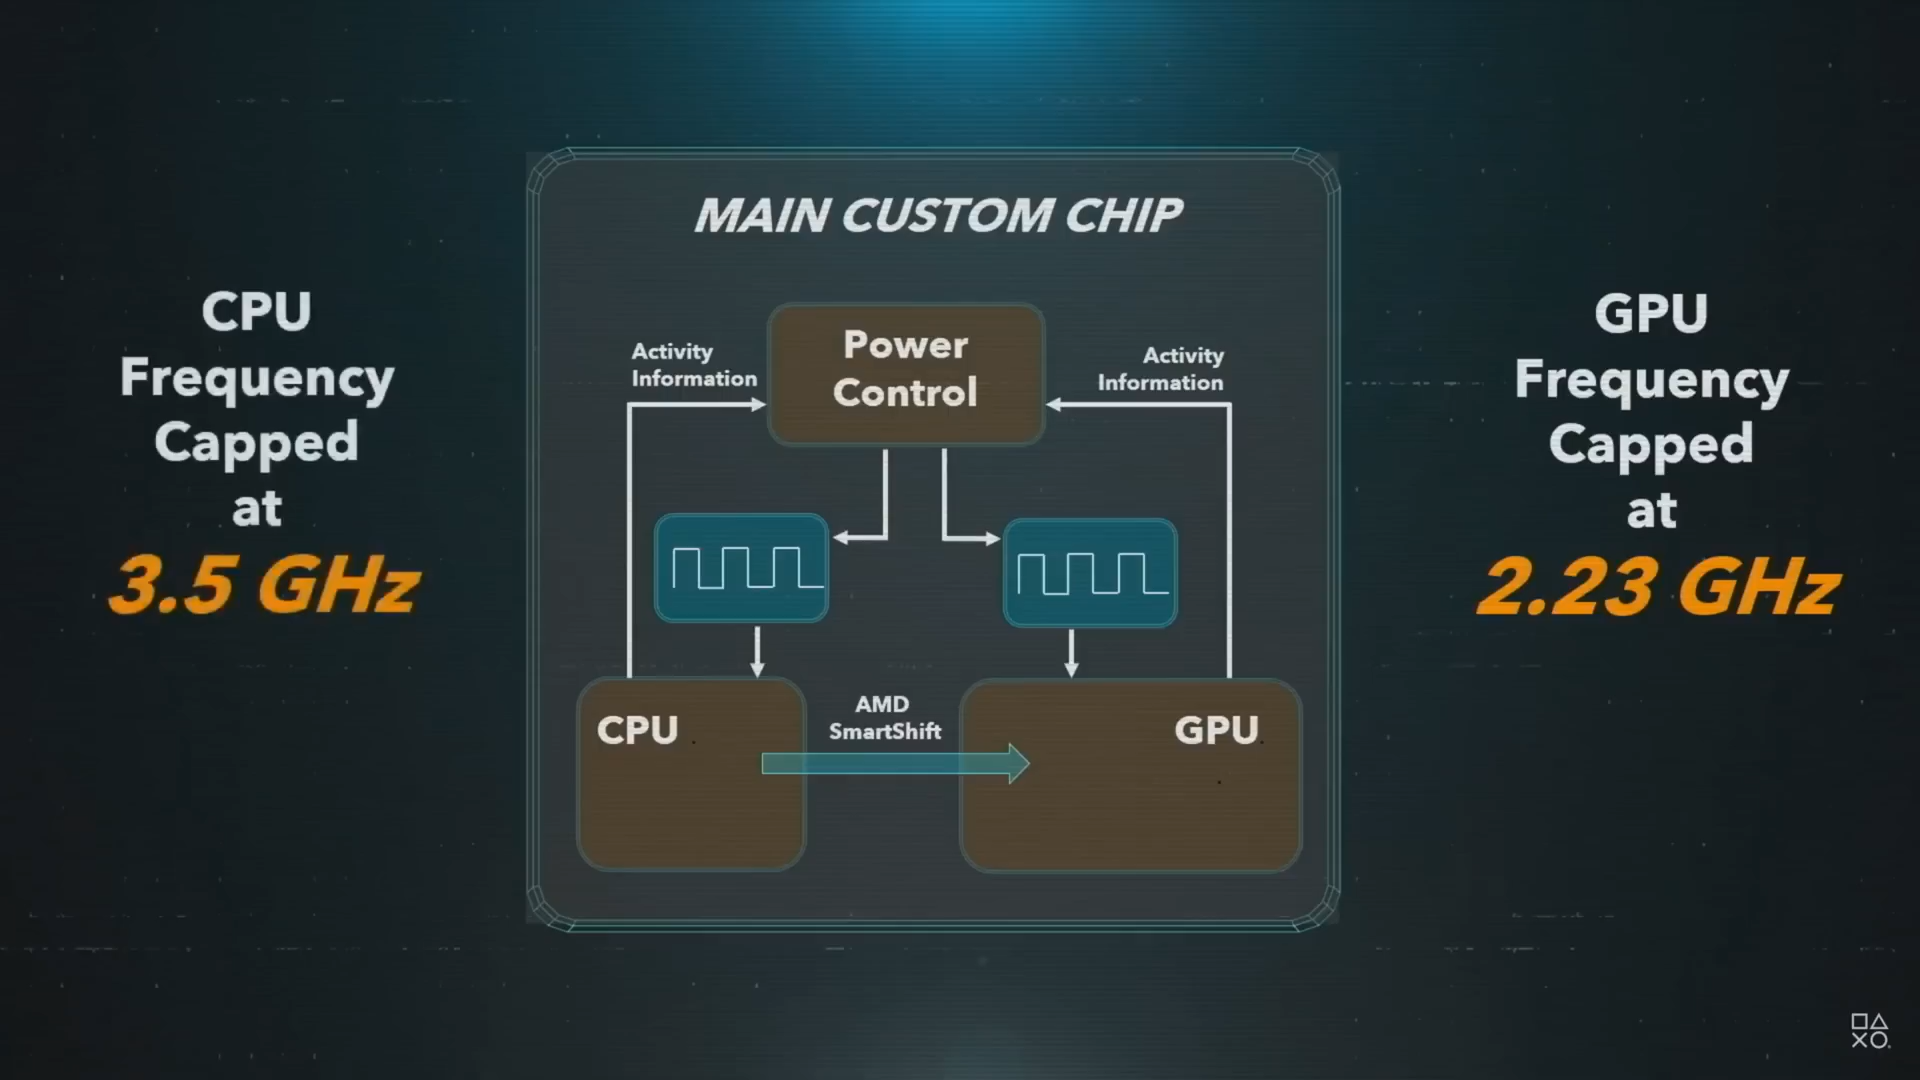 MAIN CUSTOM CHIP
CPU
Frequency
Capped
at
3.5 GHz
Activity
Information
Power
Control
Activity
Information
GPU
Frequency
Capped
at
2.23 GHz
CPU
AMD
SmartShift
GPU